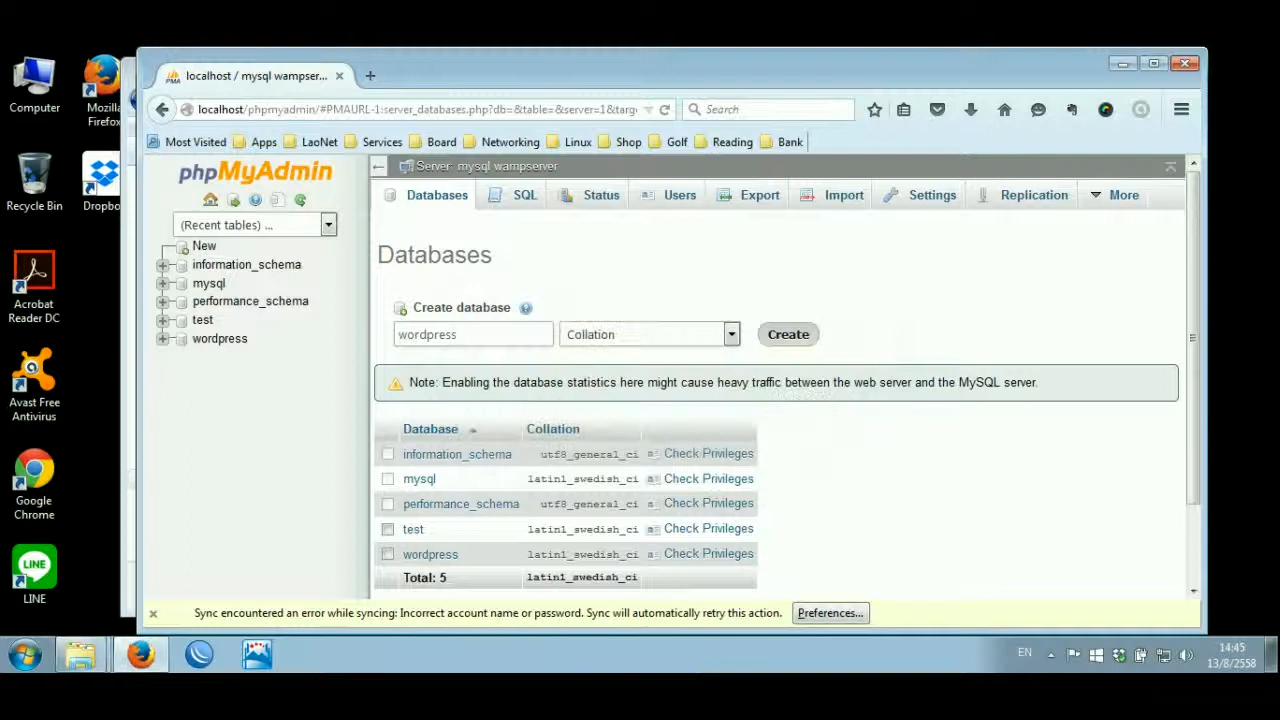 Computer
Mozilla
Firefox
Recycle Bin
Dropbo
Acrobat
Reader DC
Avast Free
Antivirus
Google
Chrome
LINE
LINE
PMA
localhost / mysql wampser...
localhost/phpmyadmin/#PMAURL-1:server_databases.php?db=&table=&server=1&targ
Search
Most Visited
Apps
LaoNet
Services
Board
Networking
Linux
Shop
Golf
Reading
Bank
phpMyAdmin
(Recent tables) ...
New
information_schema
mysql
performance_schema
test
wordpress
Server: mysql wampserver
Databases
SQL
Status
Users
Export
Import
Settings
Replication
More
Databases
Create database
wordpress
Collation
Create
Note: Enabling the database statistics here might cause heavy traffic between the web server and the MySQL server.
Database Collation
information_schema utf8_general_ci Check Privileges
mysql latin1_swedish_ci Check Privileges
performance_schema utf8_general_ci Check Privileges
test latin1_swedish_ci Check Privileges
wordpress latin1_swedish_ci Check Privileges
Total: 5 latin1_swedish_ci
Sync encountered an error while syncing: Incorrect account name or password. Sync will automatically retry this action.
Preferences...
EN
14:45
13/8/2558